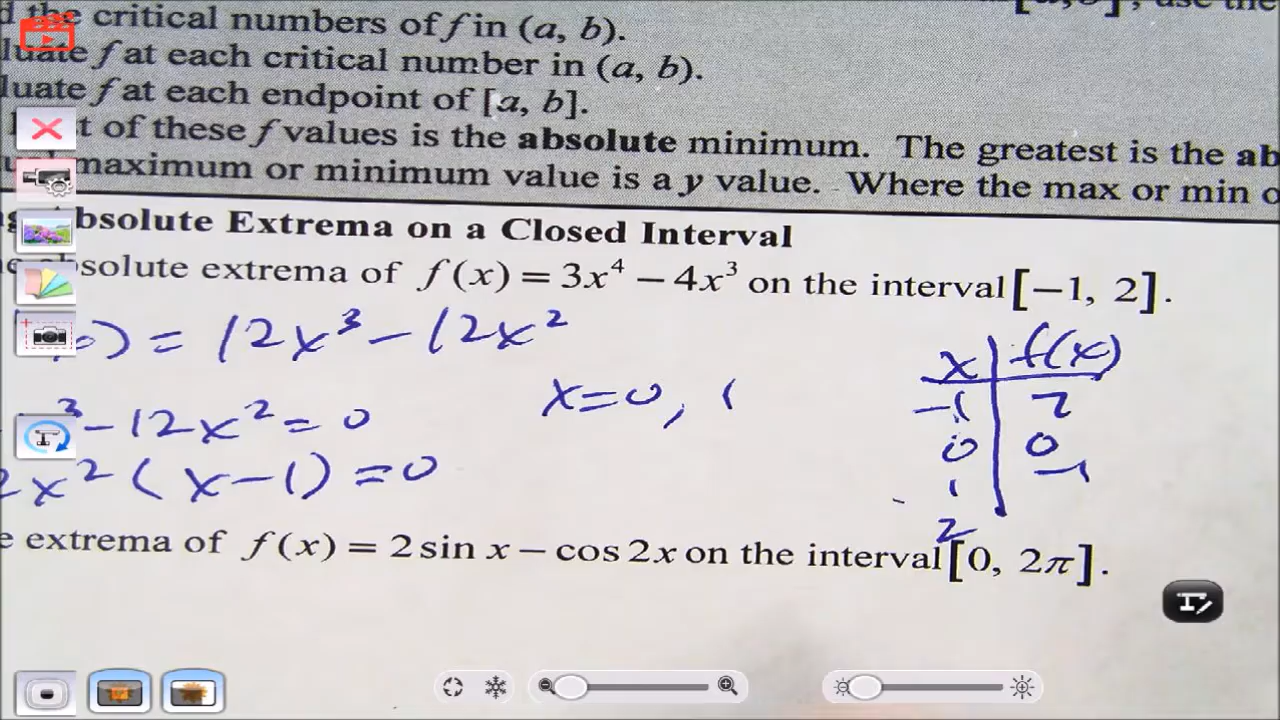 the critical numbers of f in (a, b).
luate f at each critical number in (a, b).
luate f at each endpoint of [a, b].
t of these f values is the absolute minimum. The greatest is the ab
maximum or minimum value is a y value. Where the max or min o
bsolute Extrema on a Closed Interval
bsolute extrema of f(x) = 3x⁴ − 4x³ on the interval [−1, 2].
) = 12x³ − 12x²
x | f(x)
x = 0, 1
-1 | 7
³ − 12x² = 0
0 | 0
2x² (x − 1) = 0
1 | -1
2
e extrema of f(x) = 2 sin x − cos 2x on the interval [0, 2π].